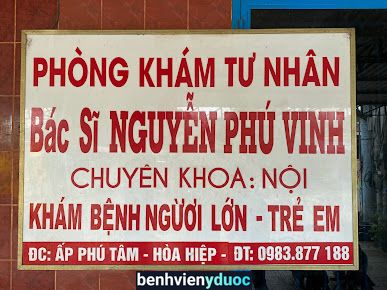 PHÒNG KHÁM TƯ NHÂN
Bác Sĩ NGUYỄN PHÚ VINH
CHUYÊN KHOA: NỘI
KHÁM BỆNH NGƯỜI LỚN - TRẺ EM
ĐC: ẤP PHÚ TÂM - HÒA HIỆP - ĐT: 0983.877 188
benhvienyduoc